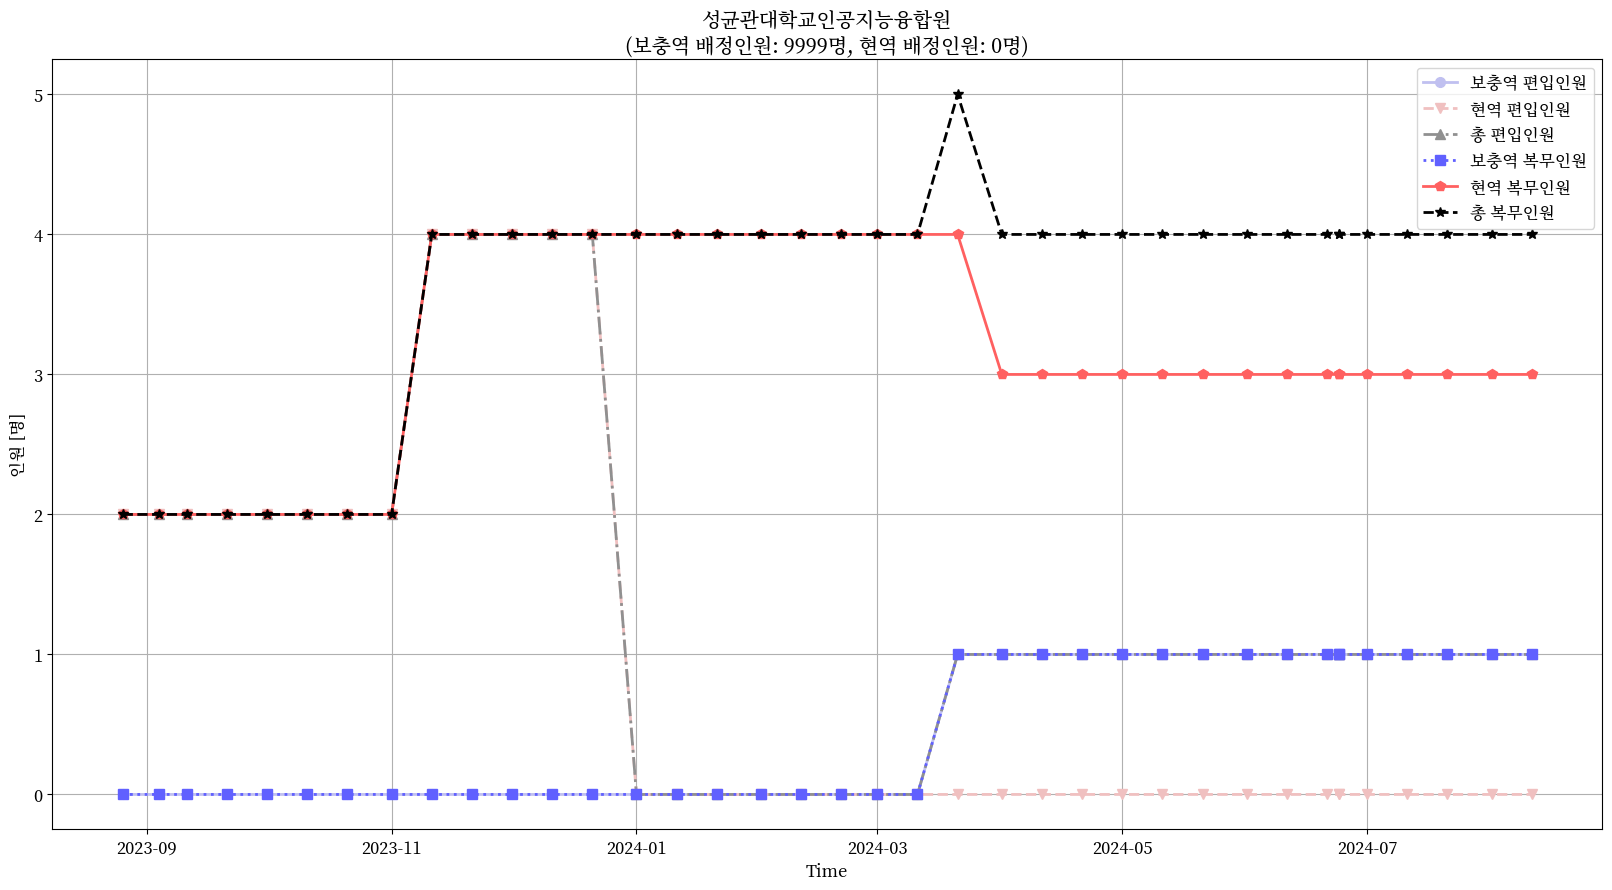 성균관대학교인공지능융합원
(보충역 배정인원: 9999명, 현역 배정인원: 0명)
보충역 편입인원
현역 편입인원
총 편입인원
보충역 복무인원
현역 복무인원
총 복무인원
인원 [명]
5
4
3
2
1
0
2023-09
2023-11
2024-01
2024-03
2024-05
2024-07
Time